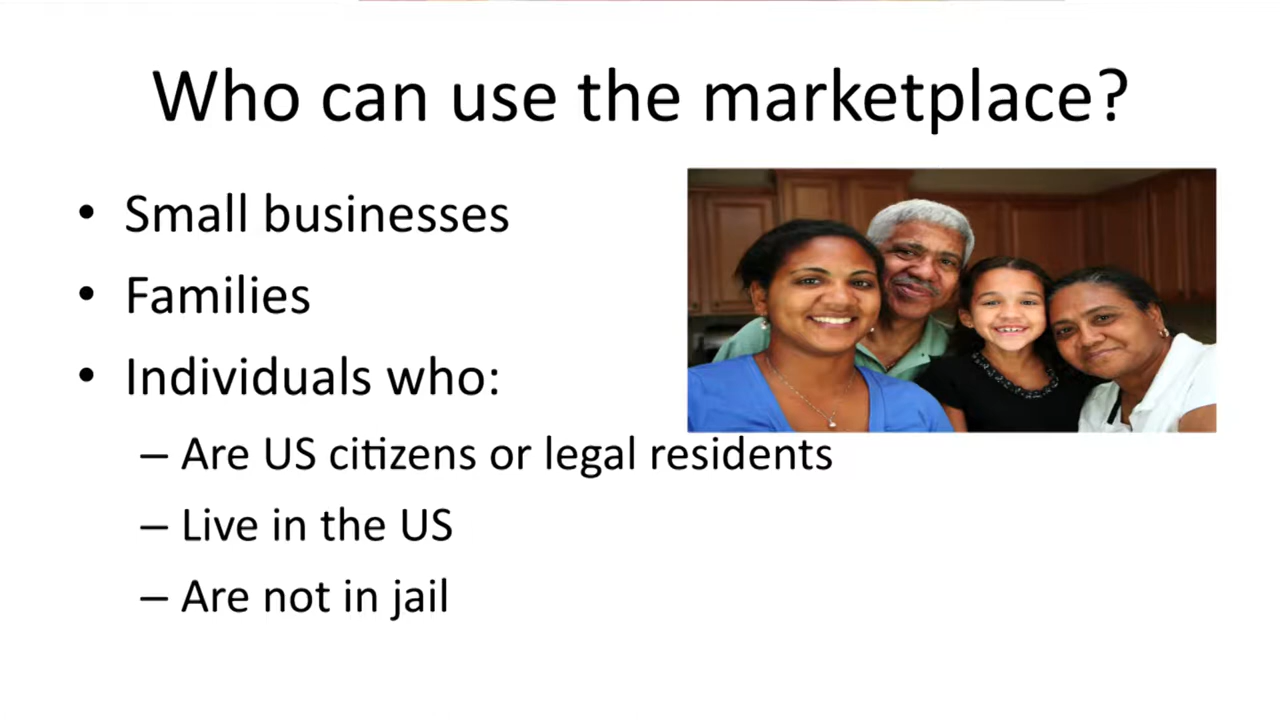 Who can use the marketplace?
• Small businesses
• Families
• Individuals who:
– Are US citizens or legal residents
– Live in the US
– Are not in jail